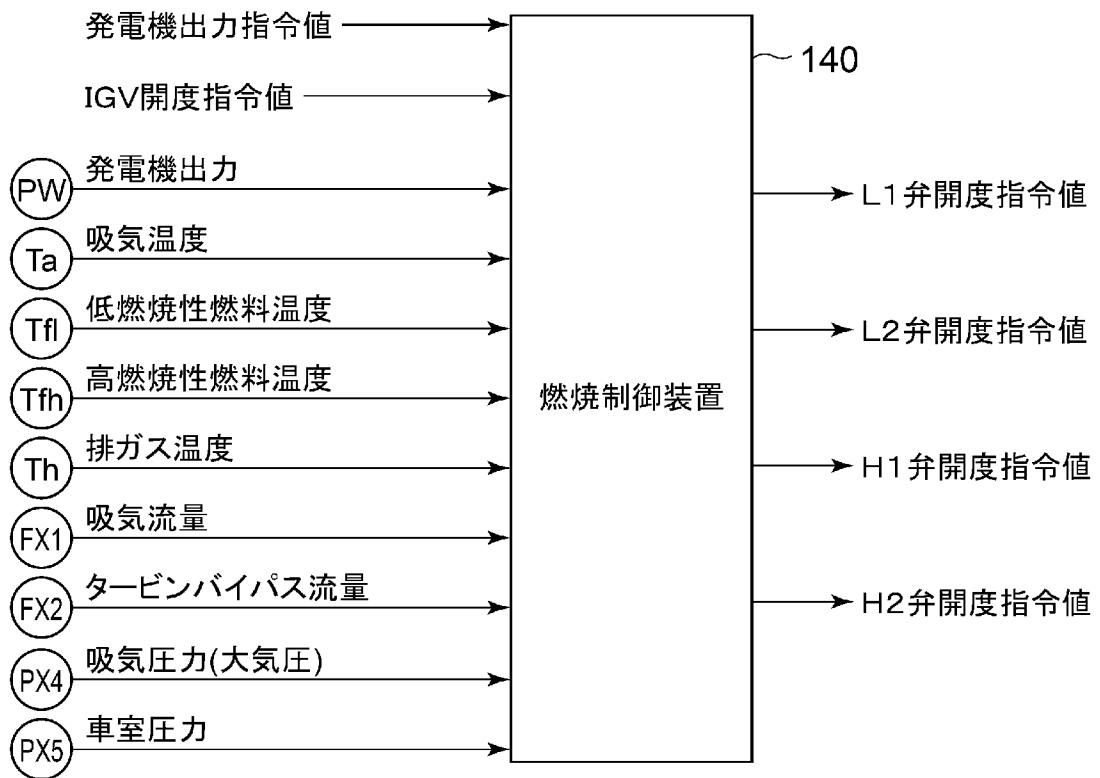 発電機出力指令値
IGV開度指令値
PW 発電機出力
Ta 吸気温度
Tfl 低燃焼性燃料温度
Tfh 高燃焼性燃料温度
Th 排ガス温度
FX1 吸気流量
FX2 タービンバイパス流量
PX4 吸気圧力(大気圧)
PX5 車室圧力
燃焼制御装置
140
L1弁開度指令値
L2弁開度指令値
H1弁開度指令値
H2弁開度指令値